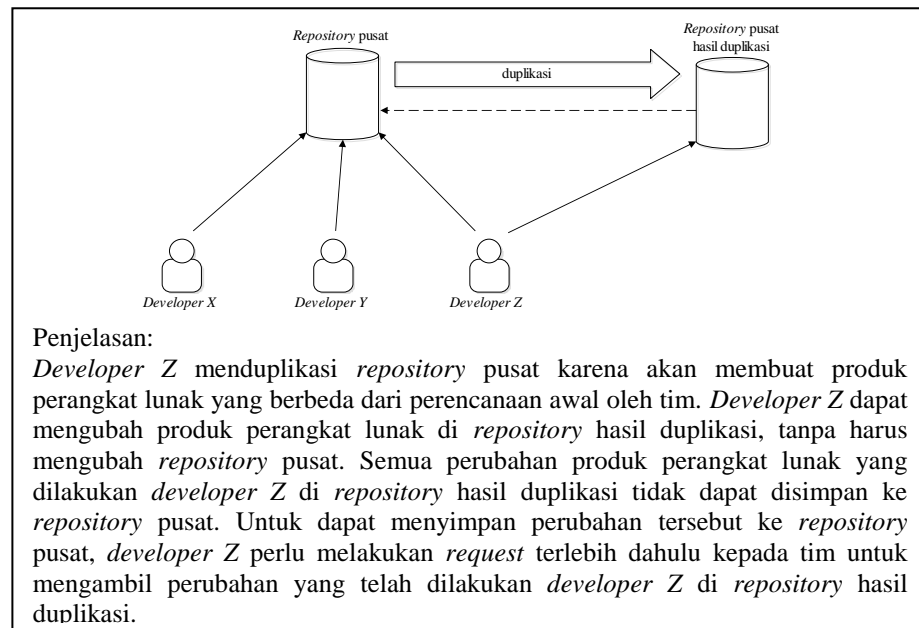 Repository pusat
Repository pusat
hasil duplikasi
duplikasi
Developer X
Developer Y
Developer Z
Penjelasan:
Developer Z menduplikasi repository pusat karena akan membuat produk
perangkat lunak yang berbeda dari perencanaan awal oleh tim. Developer Z dapat
mengubah produk perangkat lunak di repository hasil duplikasi, tanpa harus
mengubah repository pusat. Semua perubahan produk perangkat lunak yang
dilakukan developer Z di repository hasil duplikasi tidak dapat disimpan ke
repository pusat. Untuk dapat menyimpan perubahan tersebut ke repository
pusat, developer Z perlu melakukan request terlebih dahulu kepada tim untuk
mengambil perubahan yang telah dilakukan developer Z di repository hasil
duplikasi.